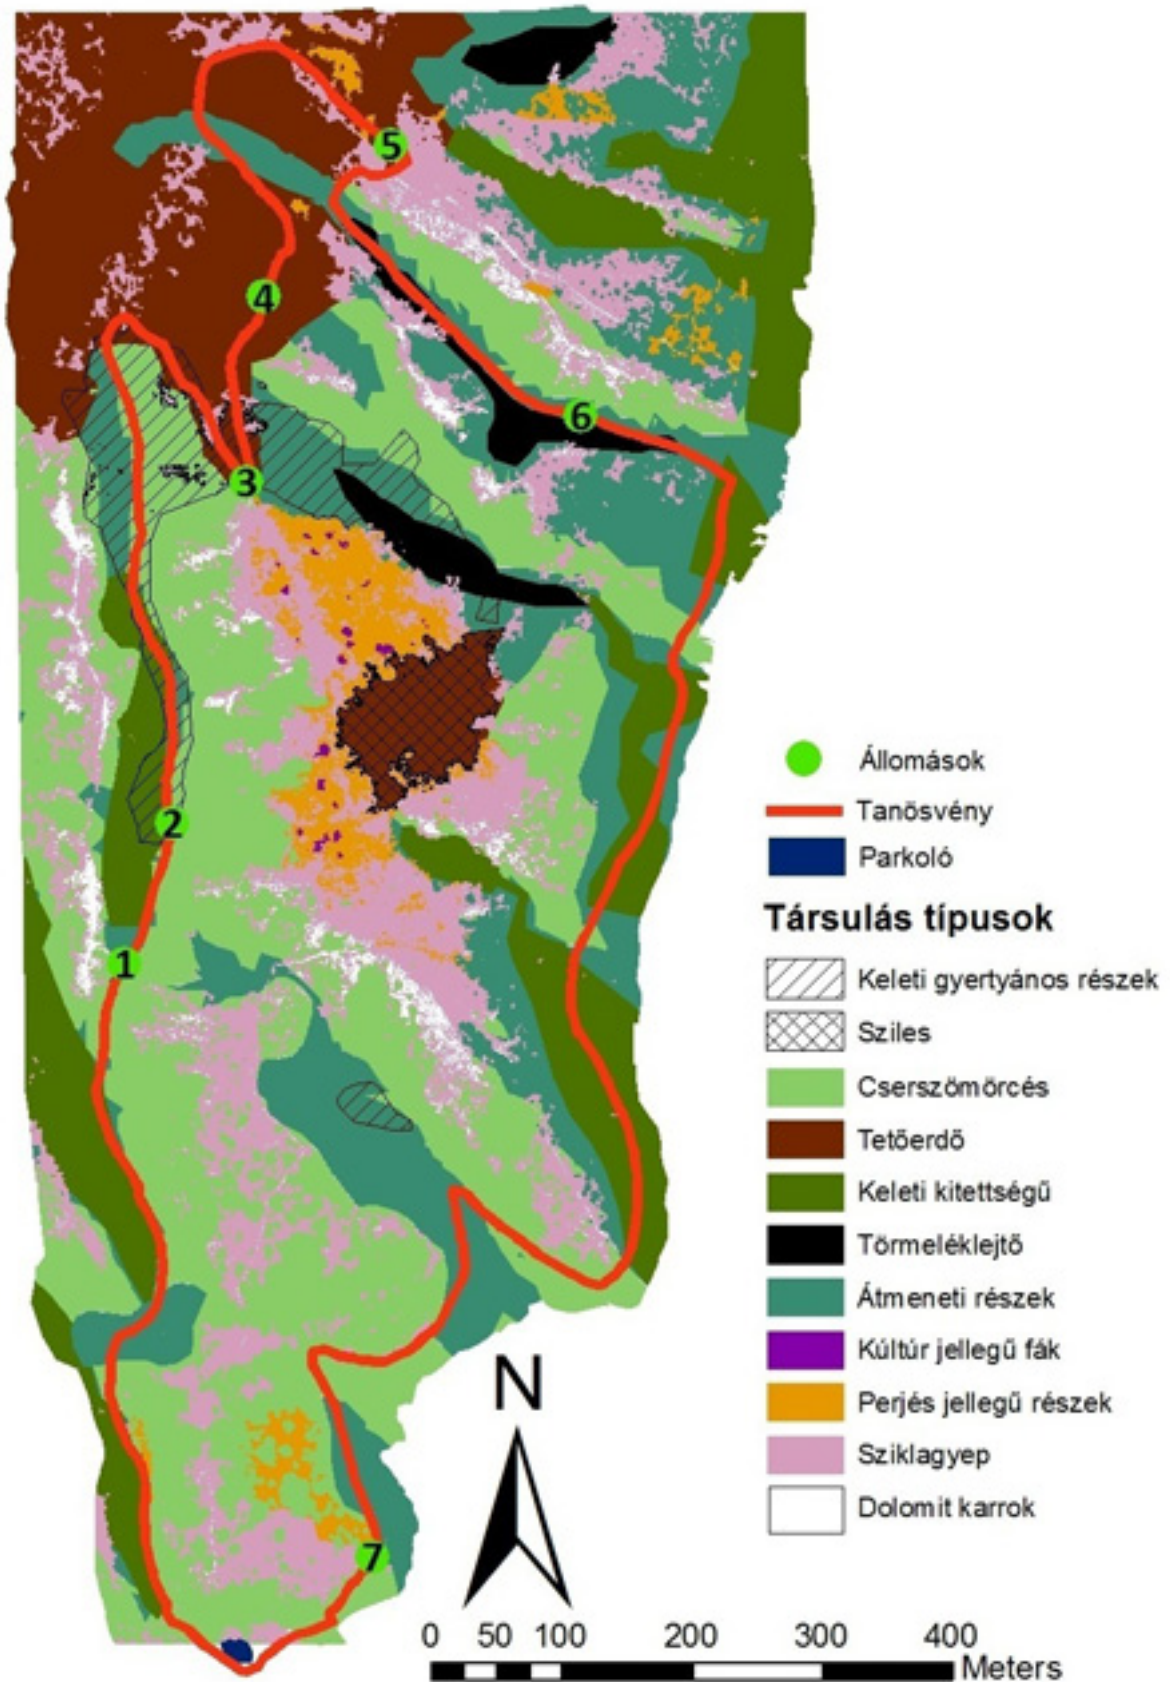 5
4
6
3
2
1
7
Állomások
Tanösvény
Parkoló
Társulás típusok
Keleti gyertyános részek
Sziles
Cserszömörcés
Tetőerdő
Keleti kitettségű
Törmeléklejtő
Átmeneti részek
Kúltúr jellegű fák
Perjés jellegű részek
Sziklagyep
Dolomit karrok
N
0 50 100 200 300 400
Meters